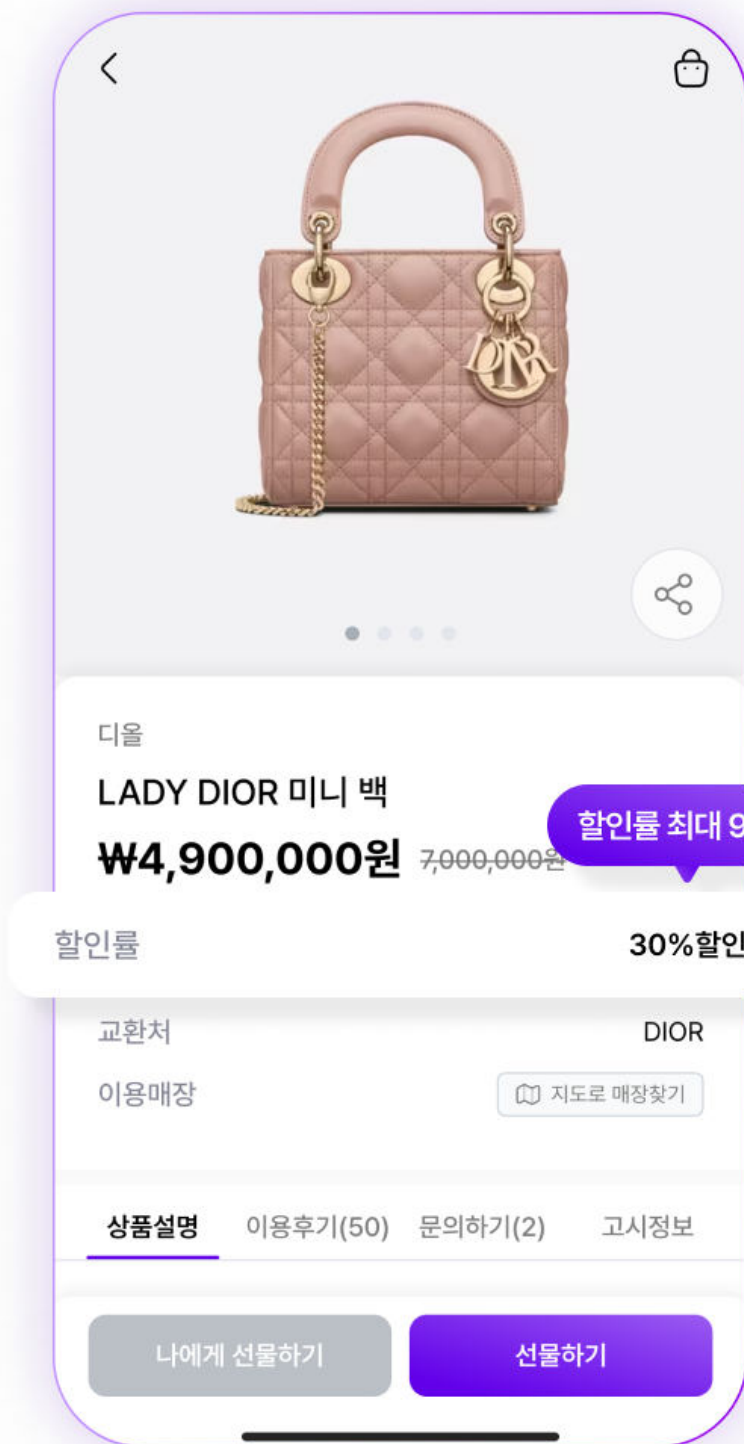 DIOR
디올
LADY DIOR 미니 백
₩4,900,000원 7,000,000원
할인률 최대 9
할인률 30%할인
교환처 DIOR
이용매장 지도로 매장찾기
상품설명 이용후기(50) 문의하기(2) 고시정보
나에게 선물하기 선물하기